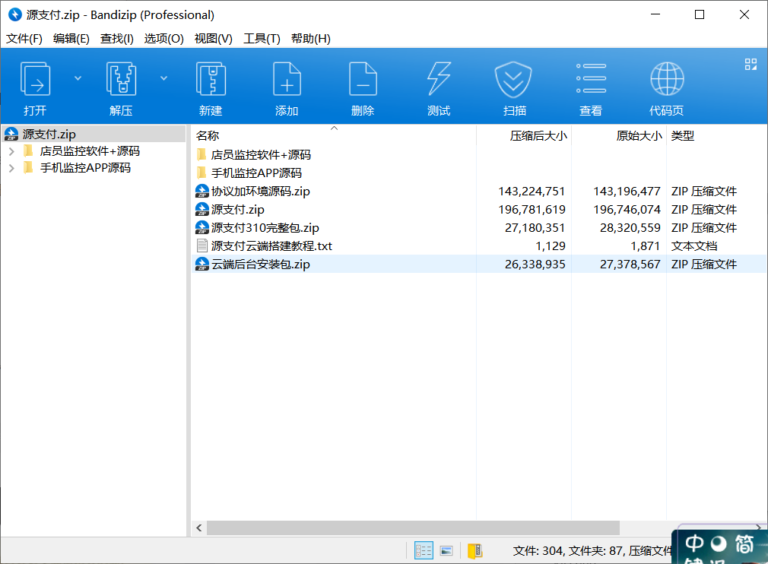 源支付.zip - Bandizip (Professional)
文件(F) 编辑(E) 查找(I) 选项(O) 视图(V) 工具(T) 帮助(H)
打开 解压 新建 添加 删除 测试 扫描 查看 代码页
源支付.zip
店员监控软件+源码
手机监控APP源码
名称 压缩后大小 原始大小 类型
店员监控软件+源码
手机监控APP源码
协议加环境源码.zip 143,224,751 143,196,477 ZIP 压缩文件
源支付.zip 196,781,619 196,746,074 ZIP 压缩文件
源支付310完整包.zip 27,180,351 28,320,559 ZIP 压缩文件
源支付云端搭建教程.txt 1,129 1,871 文本文档
云端后台安装包.zip 26,338,935 27,378,567 ZIP 压缩文件
文件: 304, 文件夹: 87, 压缩文件
中 简